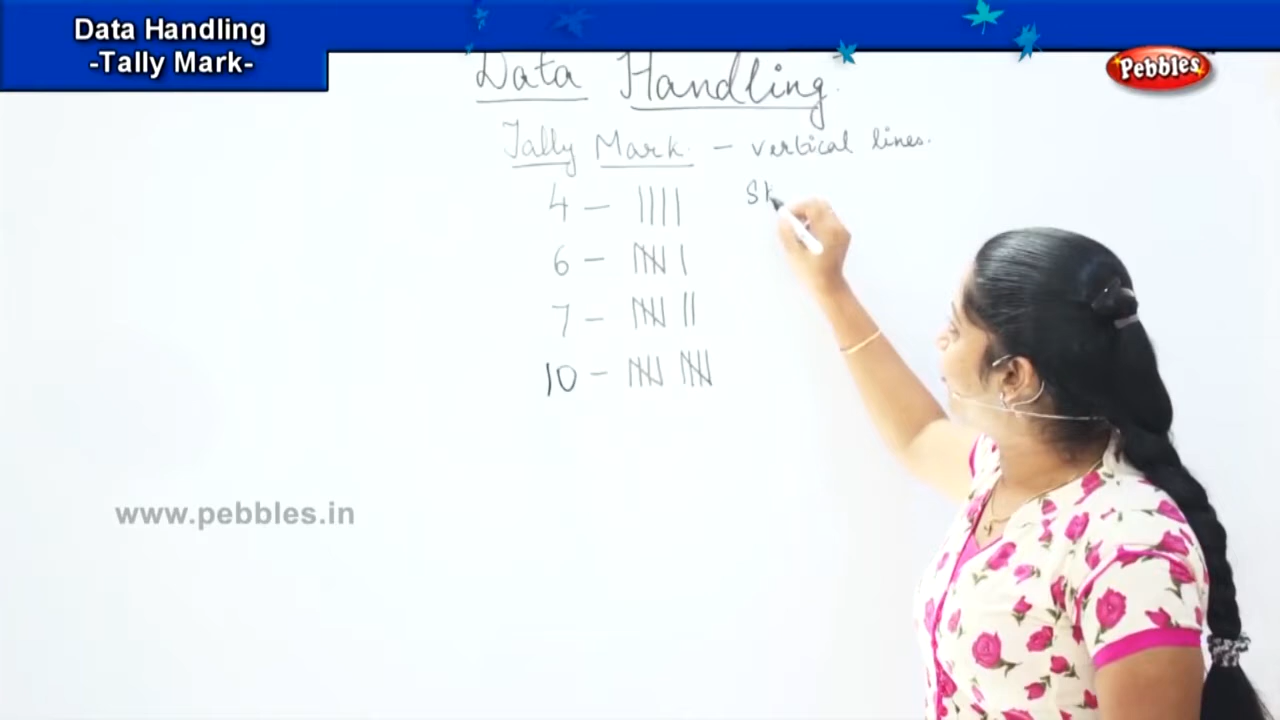 Data Handling
-Tally Mark-
Pebbles
Data Handling
Tally Mark - vertical lines.
4 - ||||
6 - 𝍸 |
7 - 𝍸 ||
10 - 𝍸 𝍸
www.pebbles.in